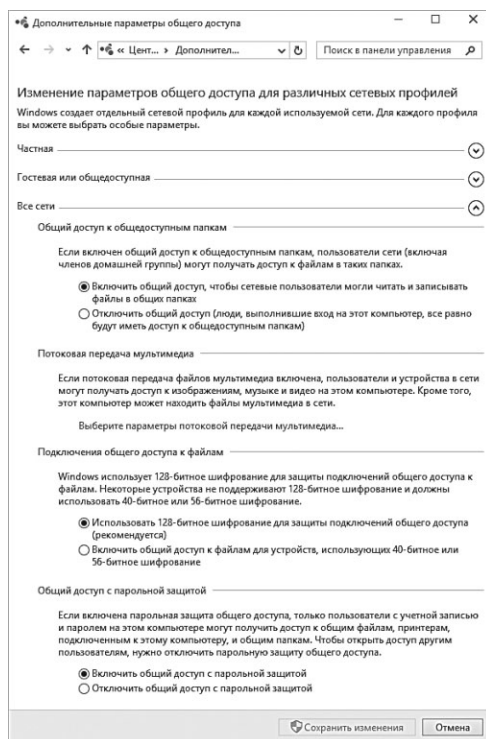 Дополнительные параметры общего доступа
« Цент... › Дополнител...
Поиск в панели управления
Изменение параметров общего доступа для различных сетевых профилей
Windows создает отдельный сетевой профиль для каждой используемой сети. Для каждого профиля
вы можете выбрать особые параметры.
Частная
Гостевая или общедоступная
Все сети
Общий доступ к общедоступным папкам
Если включен общий доступ к общедоступным папкам, пользователи сети (включая
членов домашней группы) могут получать доступ к файлам в таких папках.
Включить общий доступ, чтобы сетевые пользователи могли читать и записывать
файлы в общих папках
Отключить общий доступ (люди, выполнившие вход на этот компьютер, все равно
будут иметь доступ к общедоступным папкам)
Потоковая передача мультимедиа
Если потоковая передача файлов мультимедиа включена, пользователи и устройства в сети
могут получать доступ к изображениям, музыке и видео на этом компьютере. Кроме того,
этот компьютер может находить файлы мультимедиа в сети.
Выберите параметры потоковой передачи мультимедиа...
Подключения общего доступа к файлам
Windows использует 128-битное шифрование для защиты подключений общего доступа к
файлам. Некоторые устройства не поддерживают 128-битное шифрование и должны
использовать 40-битное или 56-битное шифрование.
Использовать 128-битное шифрование для защиты подключений общего доступа
(рекомендуется)
Включить общий доступ к файлам для устройств, использующих 40-битное или
56-битное шифрование
Общий доступ с парольной защитой
Если включена парольная защита общего доступа, только пользователи с учетной записью
и паролем на этом компьютере могут получить доступ к общим файлам, принтерам,
подключенным к этому компьютеру, и общим папкам. Чтобы открыть доступ другим
пользователям, нужно отключить парольную защиту общего доступа.
Включить общий доступ с парольной защитой
Отключить общий доступ с парольной защитой
Сохранить изменения
Отмена